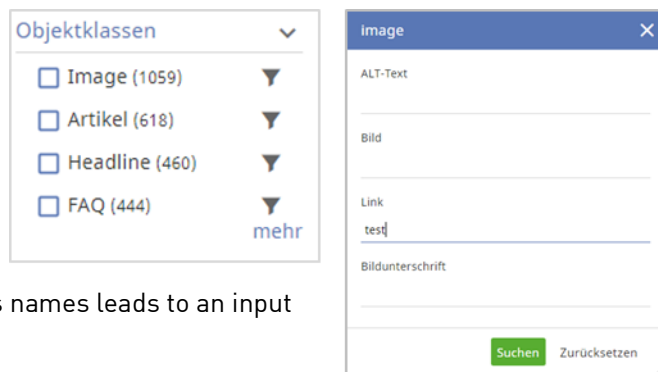 Objektklassen
Image (1059)
Artikel (618)
Headline (460)
FAQ (444)
mehr
names leads to an input
image
ALT-Text
Bild
Link
test
Bildunterschrift
Suchen Zurücksetzen